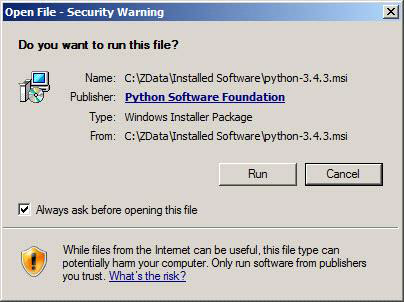 Open File - Security Warning
Do you want to run this file?
Name: C:\ZData\Installed Software\python-3.4.3.msi
Publisher: Python Software Foundation
Type: Windows Installer Package
From: C:\ZData\Installed Software\python-3.4.3.msi
Run Cancel
Always ask before opening this file
While files from the Internet can be useful, this file type can
potentially harm your computer. Only run software from publishers
you trust. What's the risk?